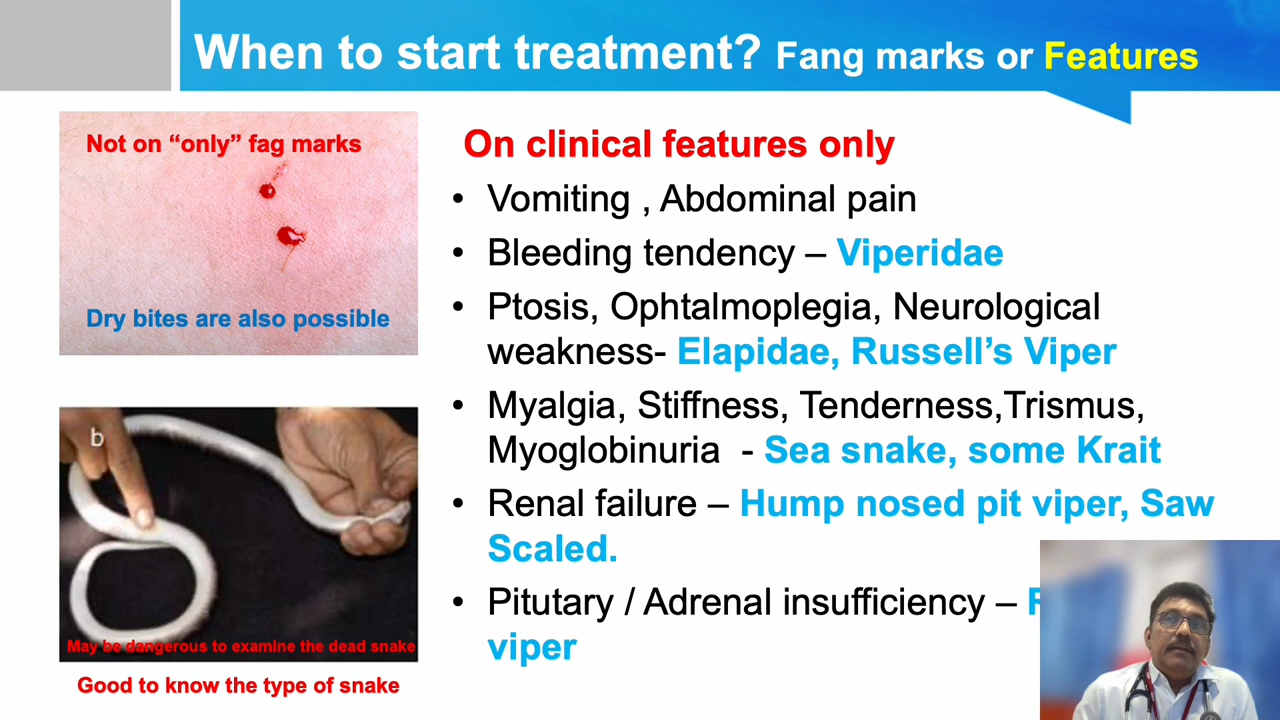 When to start treatment? Fang marks or Features
Not on “only” fag marks
Dry bites are also possible
b
May be dangerous to examine the dead snake
Good to know the type of snake
On clinical features only
• Vomiting , Abdominal pain
• Bleeding tendency – Viperidae
• Ptosis, Ophtalmoplegia, Neurological
weakness- Elapidae, Russell’s Viper
• Myalgia, Stiffness, Tenderness,Trismus,
Myoglobinuria - Sea snake, some Krait
• Renal failure – Hump nosed pit viper, Saw
Scaled.
• Pitutary / Adrenal insufficiency –
viper